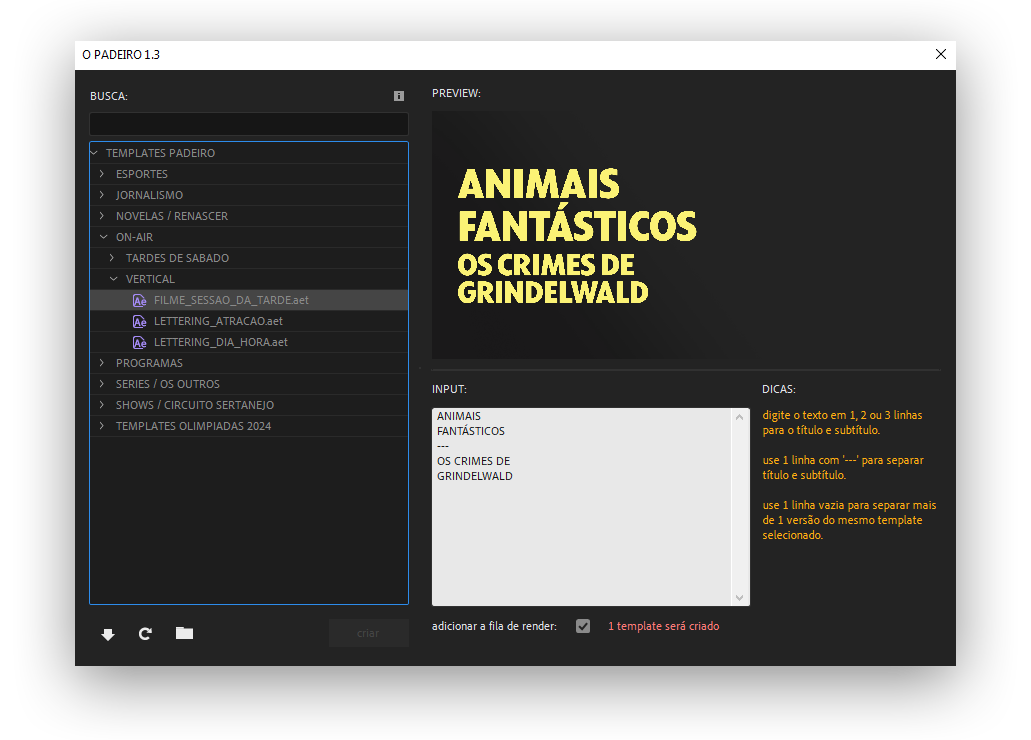 O PADEIRO 1.3
BUSCA:
TEMPLATES PADEIRO
ESPORTES
JORNALISMO
NOVELAS / RENASCER
ON-AIR
TARDES DE SABADO
VERTICAL
Ae FILME_SESSAO_DA_TARDE.aet
Ae LETTERING_ATRACAO.aet
Ae LETTERING_DIA_HORA.aet
PROGRAMAS
SERIES / OS OUTROS
SHOWS / CIRCUITO SERTANEJO
TEMPLATES OLIMPIADAS 2024
criar
PREVIEW:
ANIMAIS
FANTÁSTICOS
OS CRIMES DE
GRINDELWALD
INPUT:
ANIMAIS
FANTÁSTICOS
---
OS CRIMES DE
GRINDELWALD
adicionar a fila de render:
1 template será criado
DICAS:
digite o texto em 1, 2 ou 3 linhas
para o título e subtítulo.
use 1 linha com '---' para separar
título e subtítulo.
use 1 linha vazia para separar mais
de 1 versão do mesmo template
selecionado.